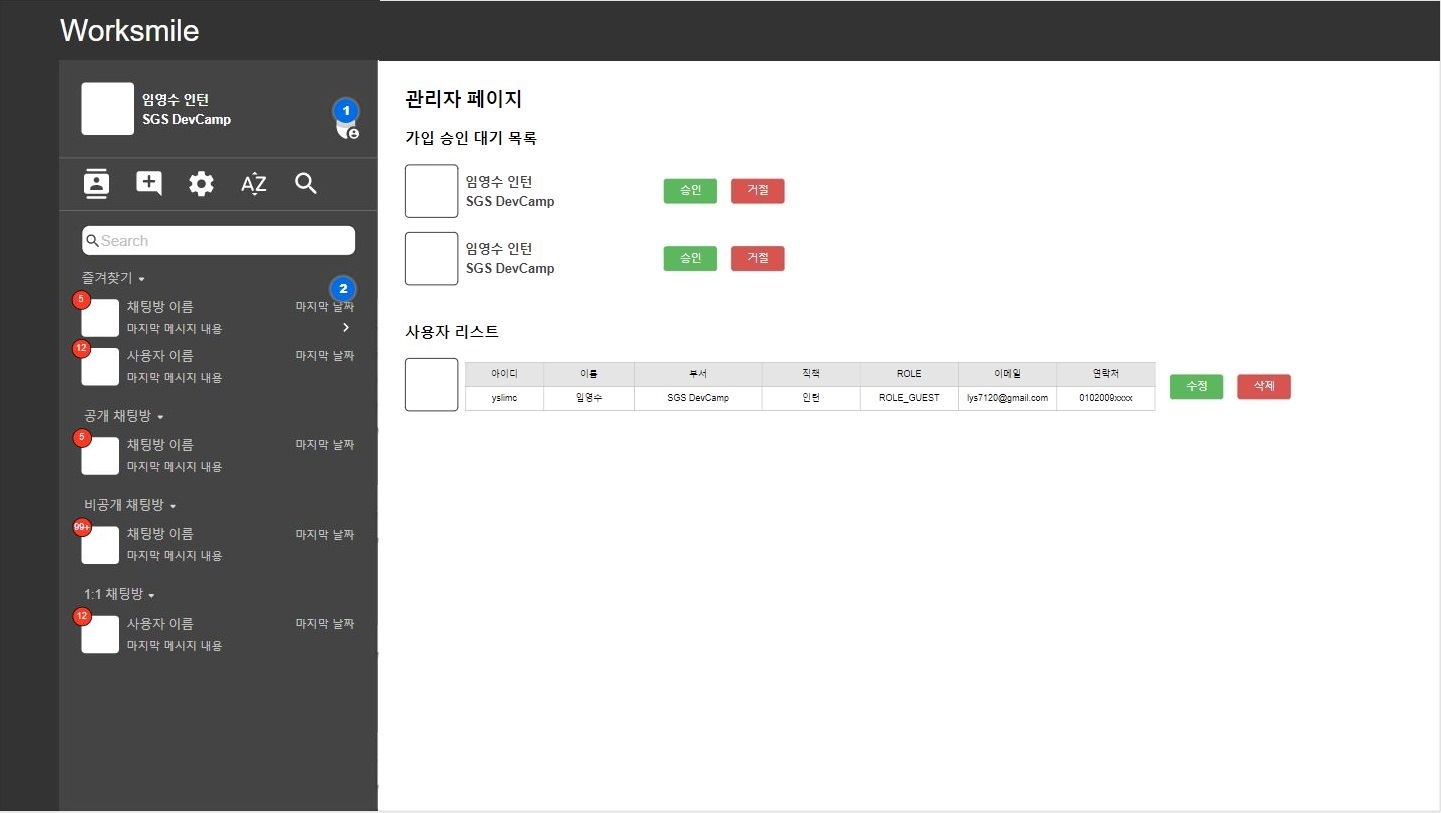 Worksmile
임영수 인턴
SGS DevCamp
1
Search
즐겨찾기
2
5
채팅방 이름 마지막 날짜
마지막 메시지 내용
12
사용자 이름 마지막 날짜
마지막 메시지 내용
공개 채팅방
5
채팅방 이름 마지막 날짜
마지막 메시지 내용
비공개 채팅방
99+
채팅방 이름 마지막 날짜
마지막 메시지 내용
1:1 채팅방
12
사용자 이름 마지막 날짜
마지막 메시지 내용
관리자 페이지
가입 승인 대기 목록
임영수 인턴
SGS DevCamp
승인 거절
임영수 인턴
SGS DevCamp
승인 거절
사용자 리스트
아이디 이름 부서 직책 ROLE 이메일 연락처
yslimc 임영수 SGS DevCamp 인턴 ROLE_GUEST lys7120@gmail.com 0102009xxxx
수정 삭제